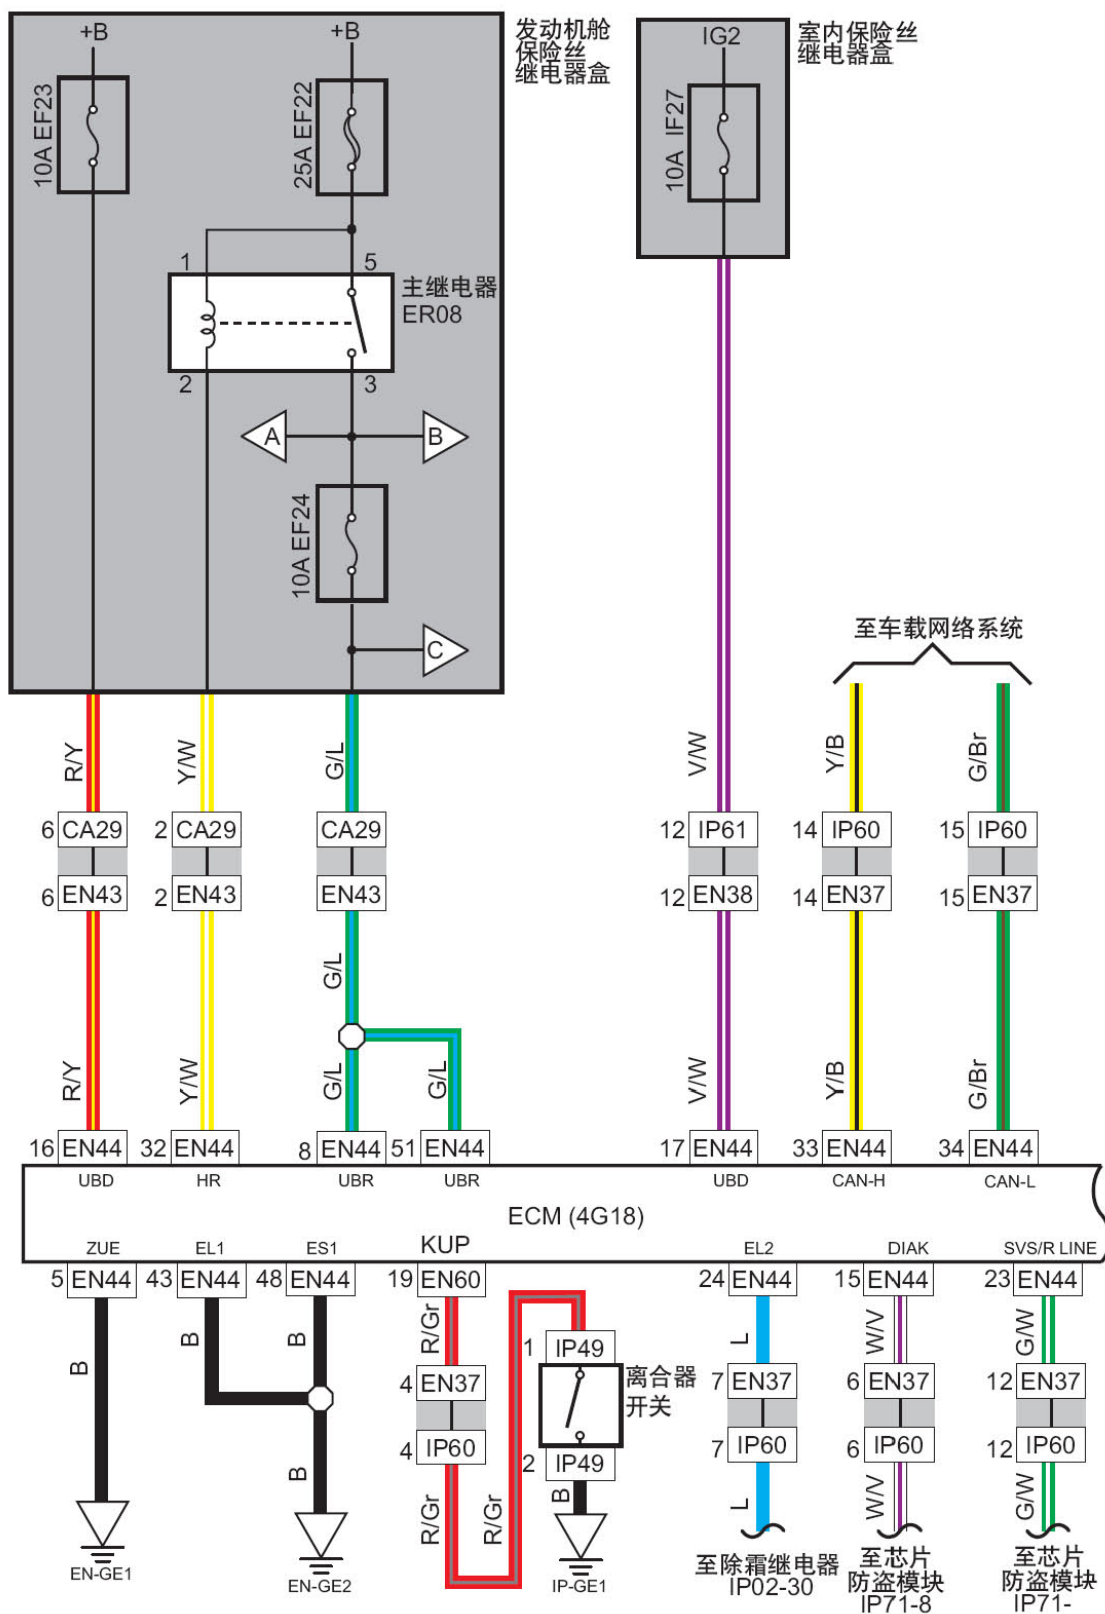 +B
+B
发动机舱
保险丝
继电器盒
IG2
室内保险丝
继电器盒
10A EF23
25A EF22
10A IF27
1
5
主继电器
ER08
2
3
A
B
10A EF24
C
至车载网络系统
R/Y
Y/W
G/L
V/W
Y/B
G/Br
6 CA29
2 CA29
CA29
12 IP61
14 IP60
15 IP60
6 EN43
2 EN43
EN43
12 EN38
14 EN37
15 EN37
G/L
R/Y
Y/W
G/L
G/L
V/W
Y/B
G/Br
16 EN44
32 EN44
8 EN44
51 EN44
17 EN44
33 EN44
34 EN44
UBD
HR
UBR
UBR
UBD
CAN-H
CAN-L
ECM (4G18)
ZUE
EL1
ES1
KUP
EL2
DIAK
SVS/R LINE
5 EN44
43 EN44
48 EN44
19 EN60
24 EN44
15 EN44
23 EN44
B
B
B
R/Gr
1 IP49
L
W/V
G/W
4 EN37
离合器
开关
7 EN37
6 EN37
12 EN37
4 IP60
2 IP49
7 IP60
6 IP60
12 IP60
B
R/Gr
R/Gr
B
L
W/V
G/W
EN-GE1
EN-GE2
IP-GE1
至除霜继电器
IP02-30
至芯片
防盗模块
IP71-8
至芯片
防盗模块
IP71-